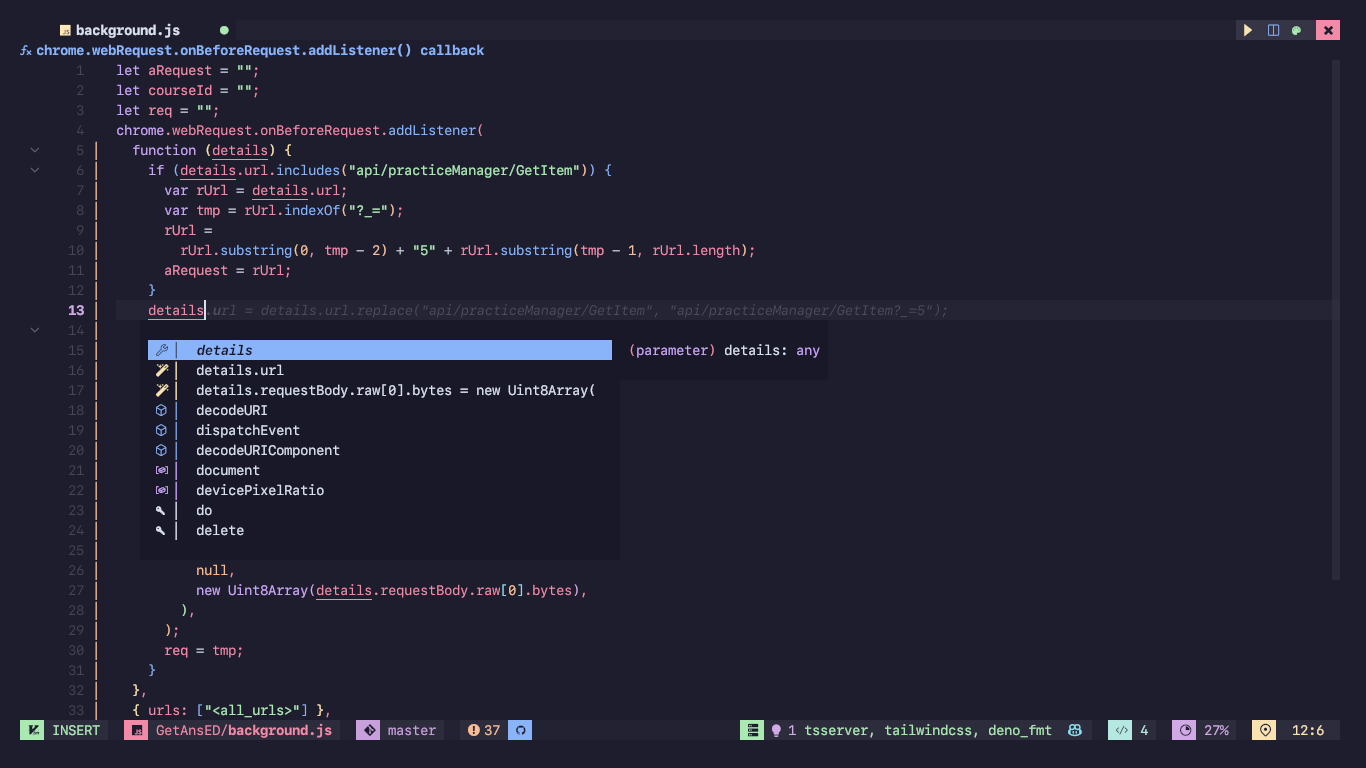 background.js
chrome.webRequest.onBeforeRequest.addListener() callback
1 let aRequest = "";
2 let courseId = "";
3 let req = "";
4 chrome.webRequest.onBeforeRequest.addListener(
5 function (details) {
6 if (details.url.includes("api/practiceManager/GetItem")) {
7 var rUrl = details.url;
8 var tmp = rUrl.indexOf("?_=");
9 rUrl =
10 rUrl.substring(0, tmp - 2) + "5" + rUrl.substring(tmp - 1, rUrl.length);
11 aRequest = rUrl;
12 }
13 details.url = details.url.replace("api/practiceManager/GetItem", "api/practiceManager/GetItem?_=5");
14
15 details (parameter) details: any
16 details.url
17 details.requestBody.raw[0].bytes = new Uint8Array(
18 decodeURI
19 dispatchEvent
20 decodeURIComponent
21 document
22 devicePixelRatio
23 do
24 delete
25
26 null,
27 new Uint8Array(details.requestBody.raw[0].bytes),
28 ),
29 );
30 req = tmp;
31 }
32 },
33 { urls: ["<all_urls>"] },
INSERT JS GetAnsED/background.js master 37 1 tsserver, tailwindcss, deno_fmt 4 27% 12:6